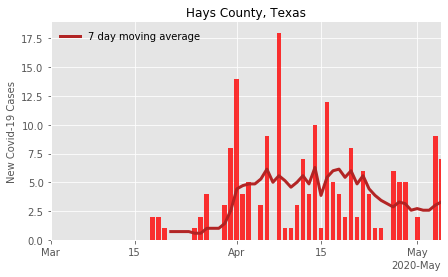 Hays County, Texas
7 day moving average
New Covid-19 Cases
17.5
15.0
12.5
10.0
7.5
5.0
2.5
0.0
Mar 15 Apr 15 May
2020-May